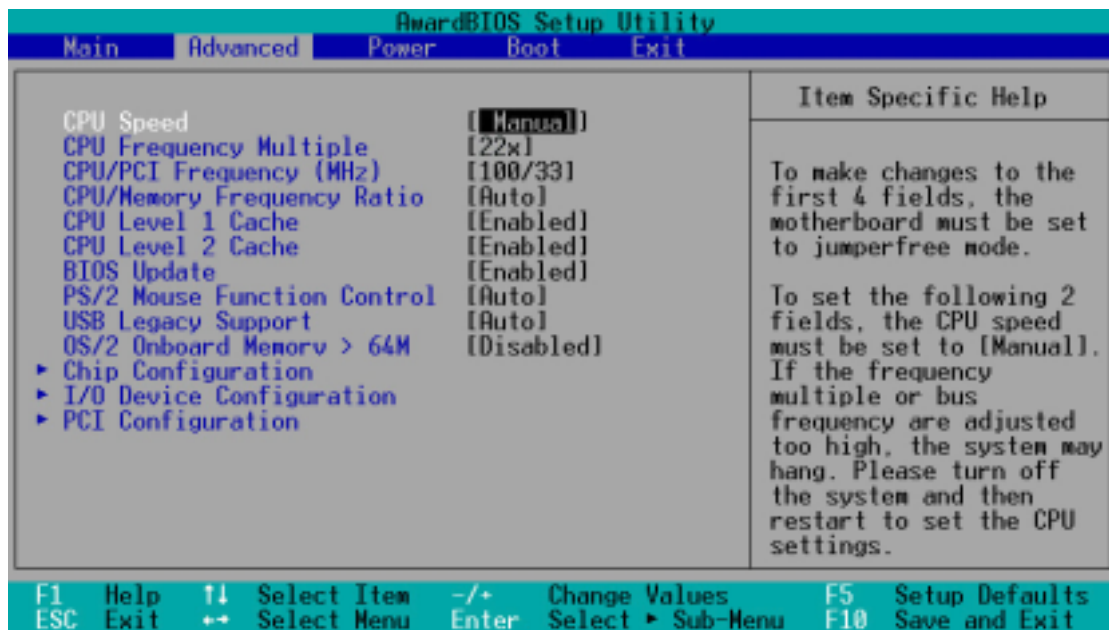 AwardBIOS Setup Utility
Main Advanced Power Boot Exit
CPU Speed [ Manual]
CPU Frequency Multiple [22x]
CPU/PCI Frequency (MHz) [100/33]
CPU/Memory Frequency Ratio [Auto]
CPU Level 1 Cache [Enabled]
CPU Level 2 Cache [Enabled]
BIOS Update [Enabled]
PS/2 Mouse Function Control [Auto]
USB Legacy Support [Auto]
OS/2 Onboard Memory > 64M [Disabled]
► Chip Configuration
► I/O Device Configuration
► PCI Configuration
Item Specific Help
To make changes to the
first 4 fields, the
motherboard must be set
to jumperfree mode.
To set the following 2
fields, the CPU speed
must be set to [Manual].
If the frequency
multiple or bus
frequency are adjusted
too high, the system may
hang. Please turn off
the system and then
restart to set the CPU
settings.
F1 Help ↑↓ Select Item -/+ Change Values F5 Setup Defaults
ESC Exit ←→ Select Menu Enter Select ► Sub-Menu F10 Save and Exit